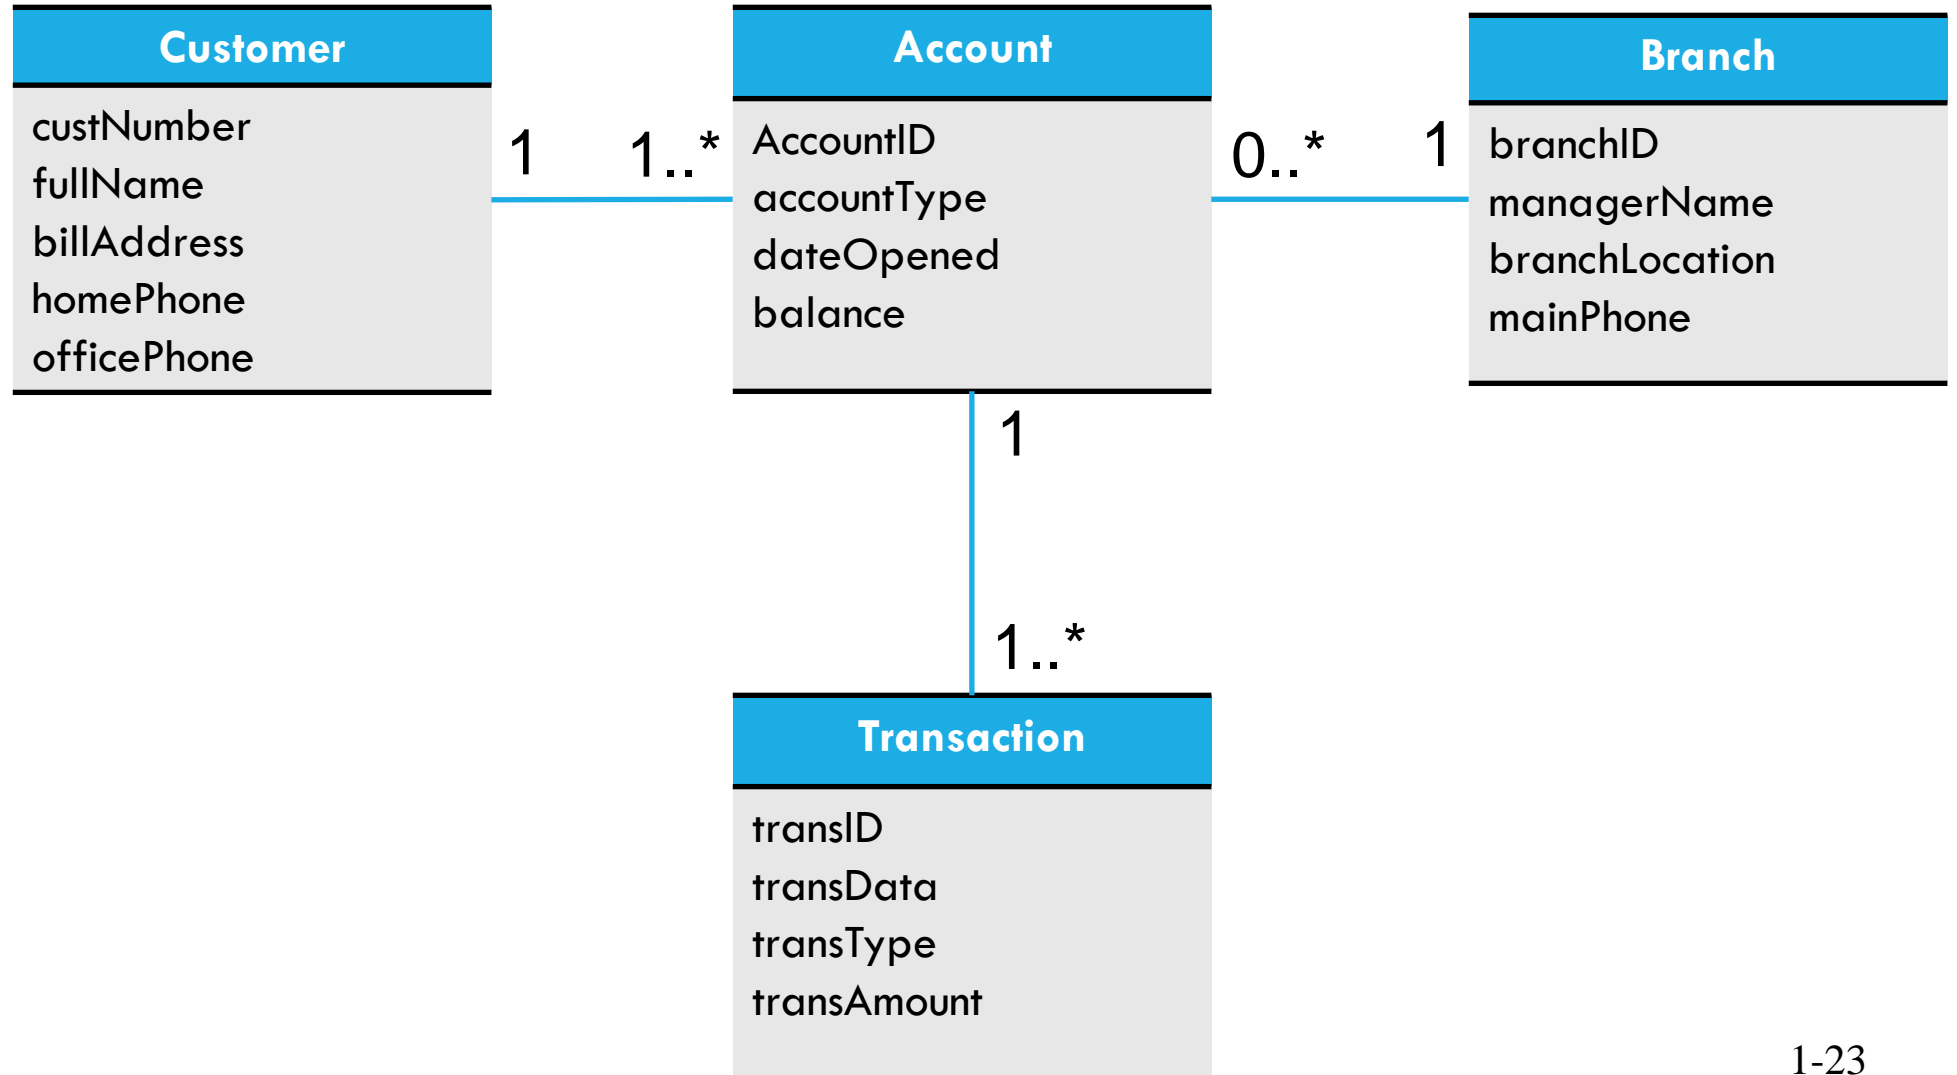 Customer
custNumber
fullName
billAddress
homePhone
officePhone
1
1..*
Account
AccountID
accountType
dateOpened
balance
0..*
1
Branch
branchID
managerName
branchLocation
mainPhone
1
1..*
Transaction
transID
transData
transType
transAmount
1-23